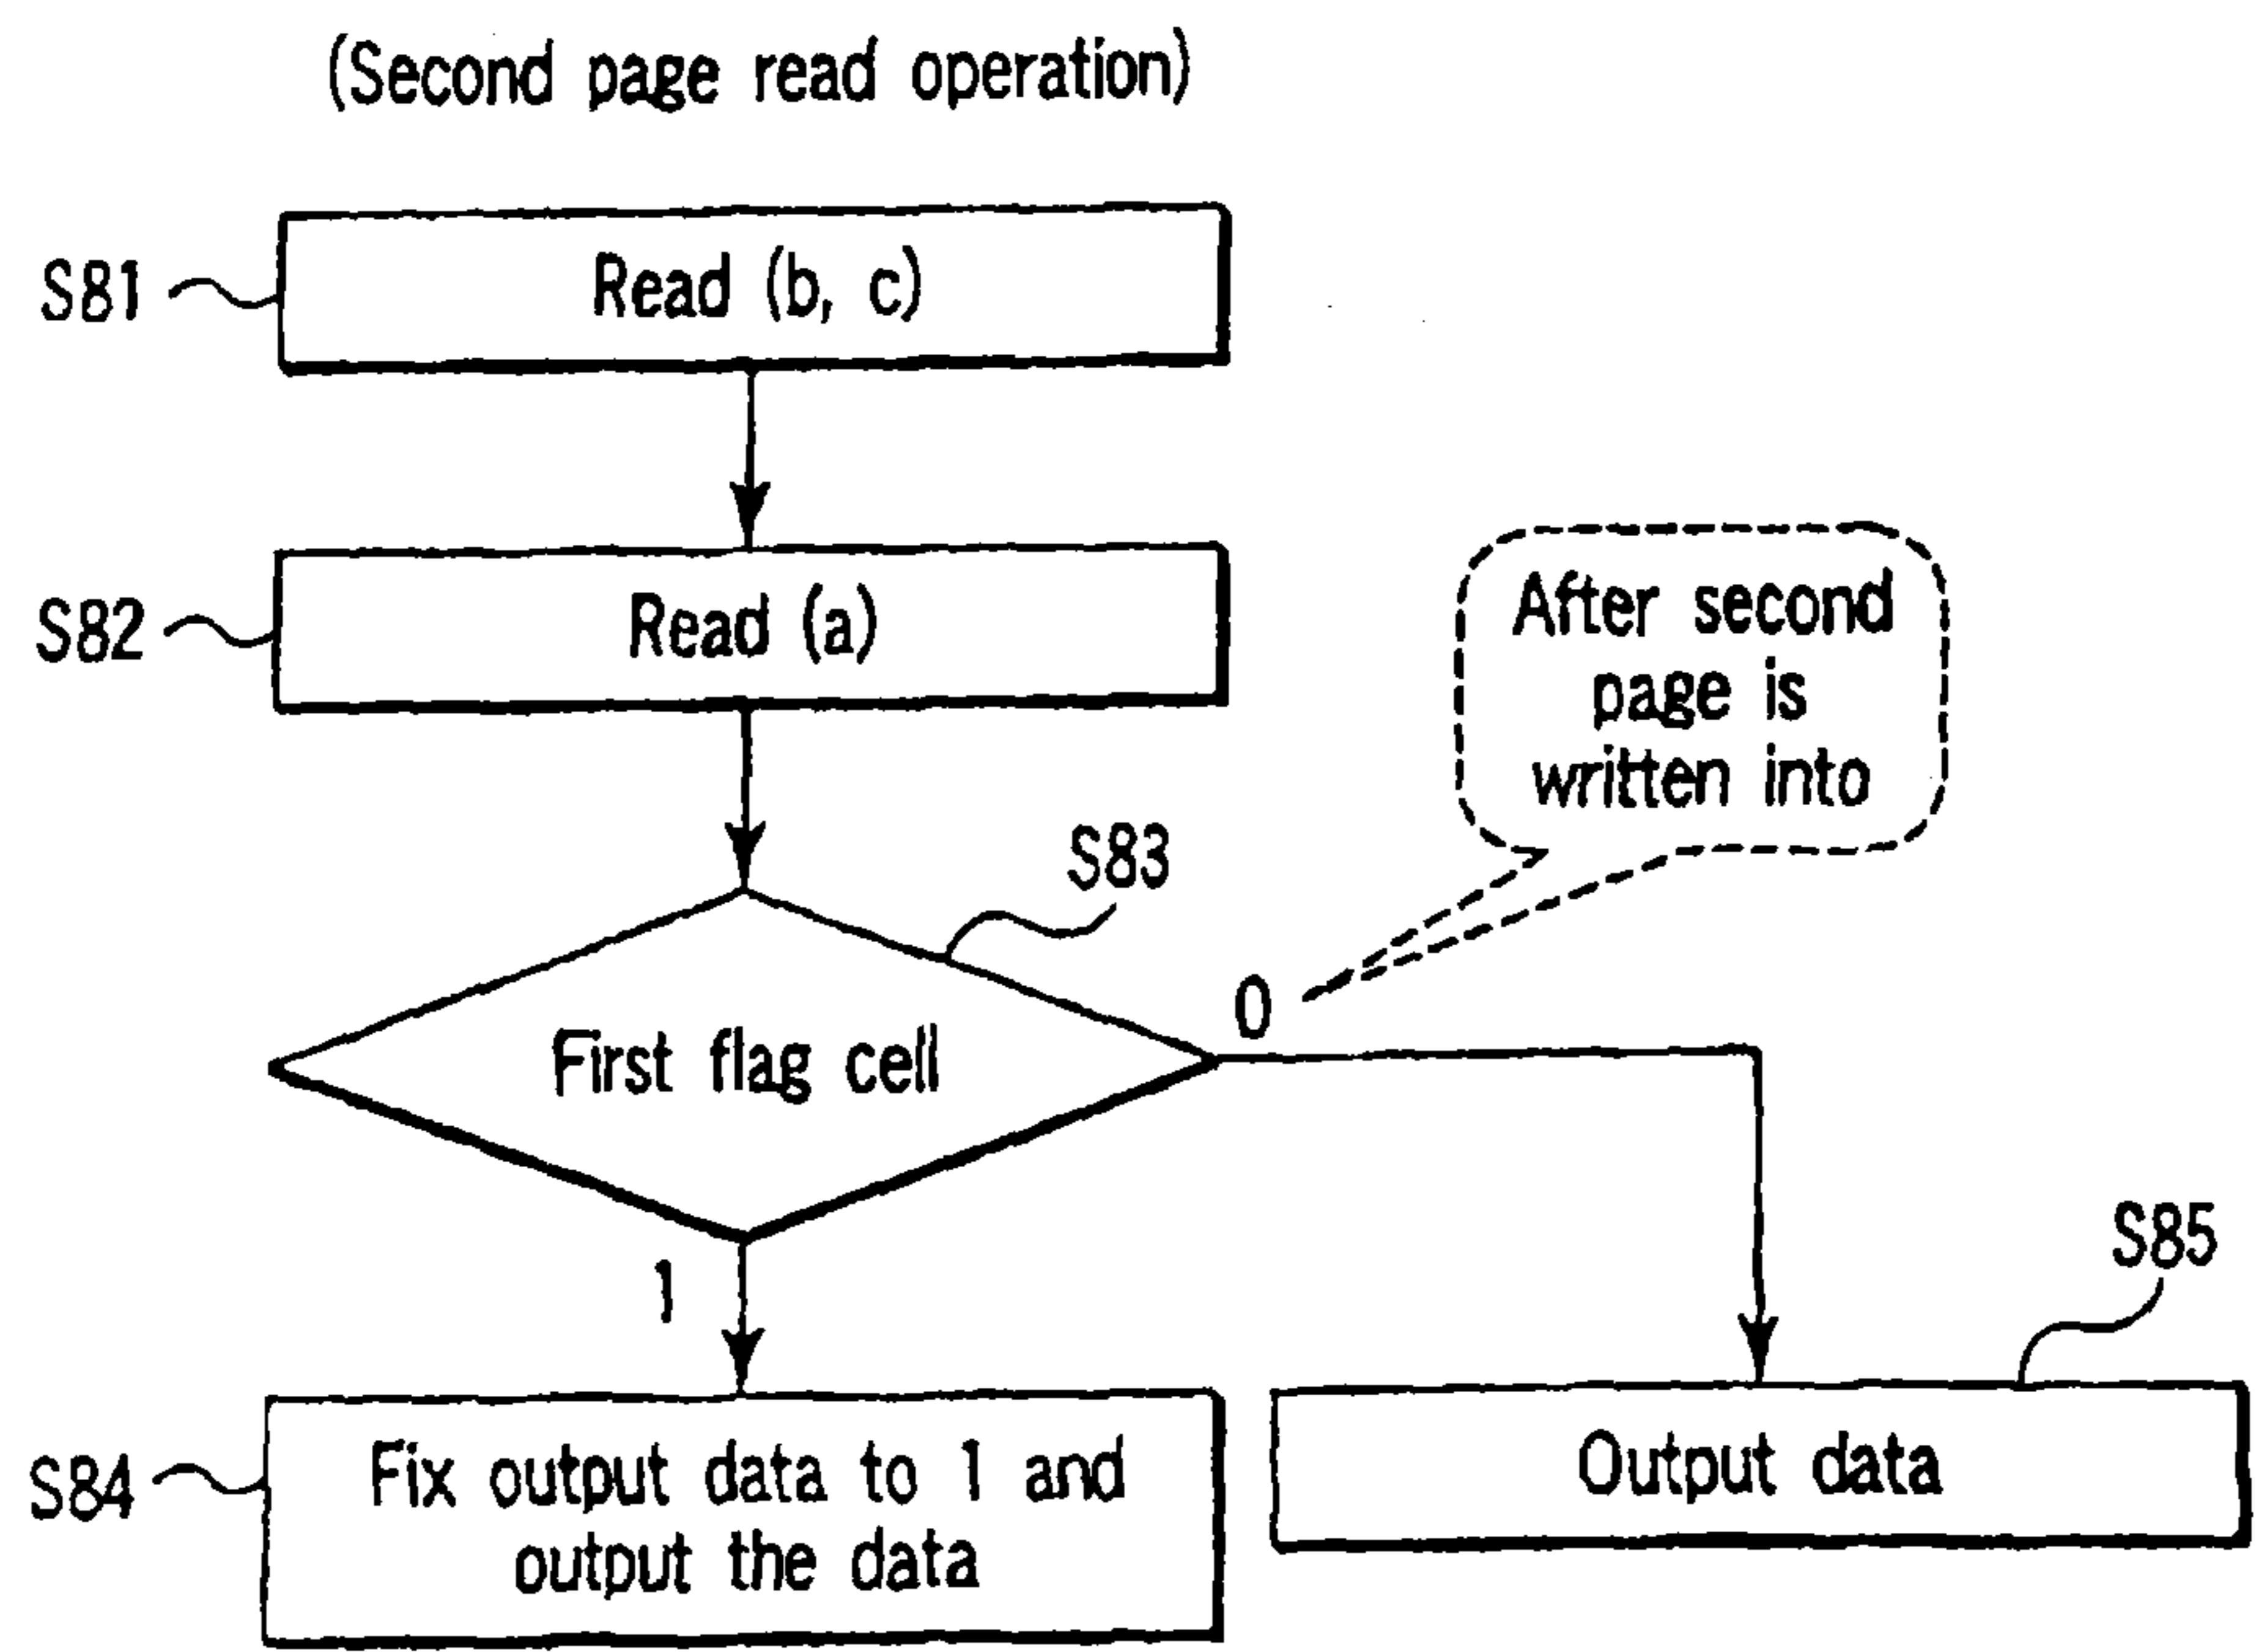 (Second page read operation)
S81
Read (b, c)
S82
Read (a)
After second
page is
written into
S83
First flag cell
0
1
S84
Fix output data to 1 and
output the data
S85
Output data